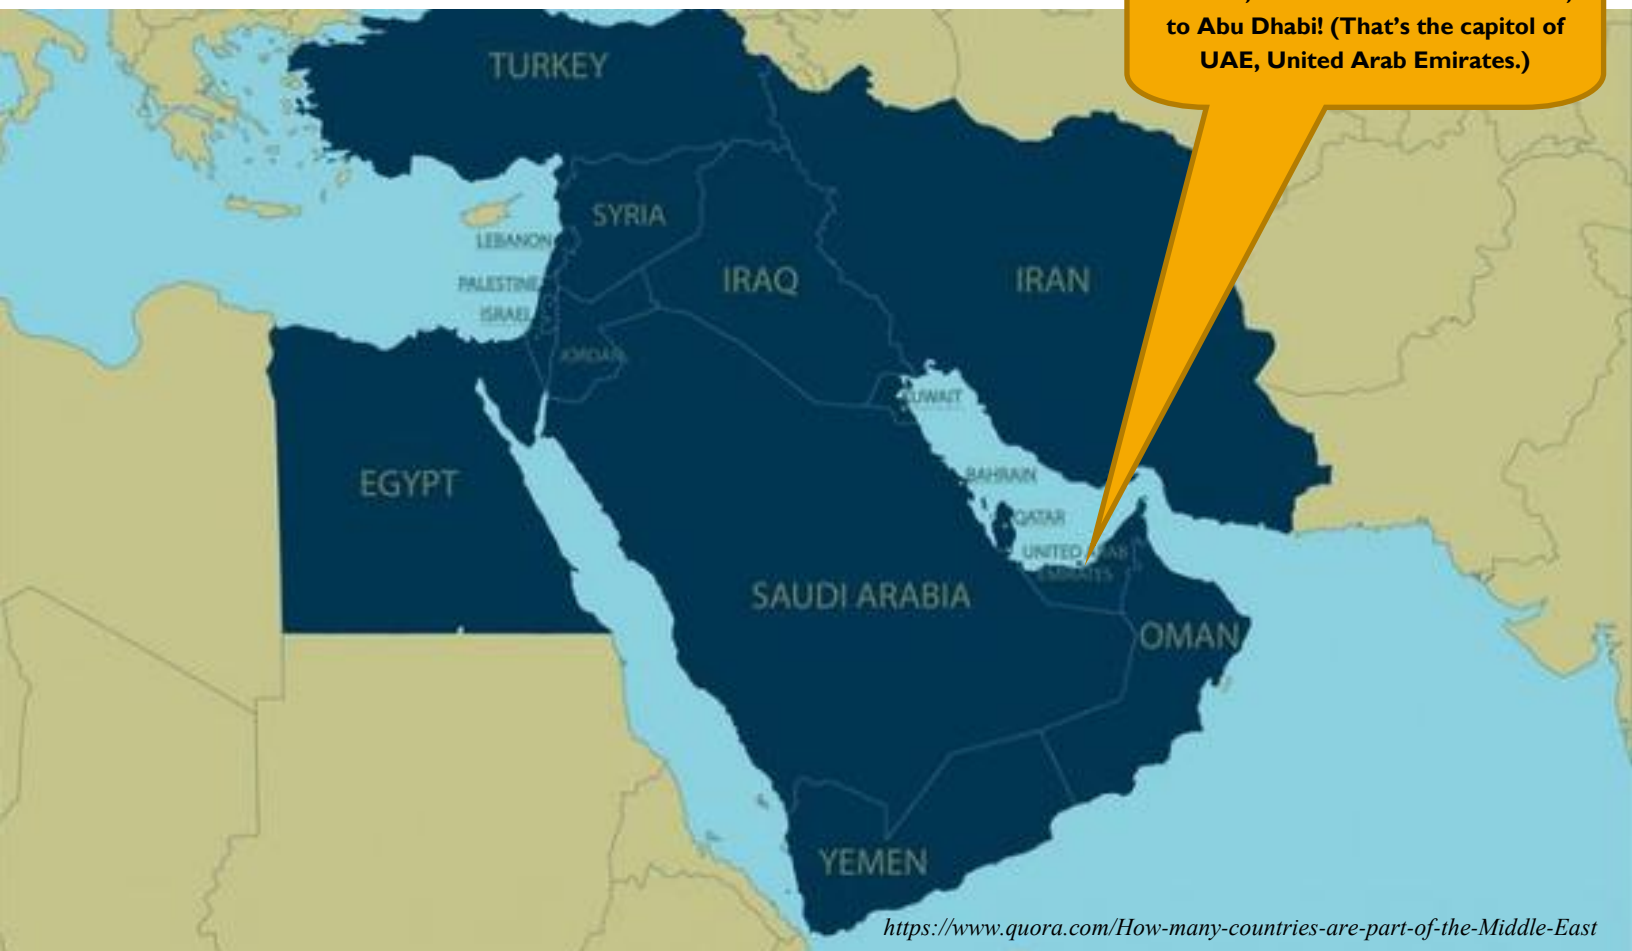 to Abu Dhabi! (That’s the capitol of
UAE, United Arab Emirates.)
TURKEY
SYRIA
LEBANON
IRAQ
IRAN
PALESTINE
ISRAEL
JORDAN
KUWAIT
EGYPT
BAHRAIN
QATAR
UNITED ARAB
EMIRATES
SAUDI ARABIA
OMAN
YEMEN
https://www.quora.com/How-many-countries-are-part-of-the-Middle-East